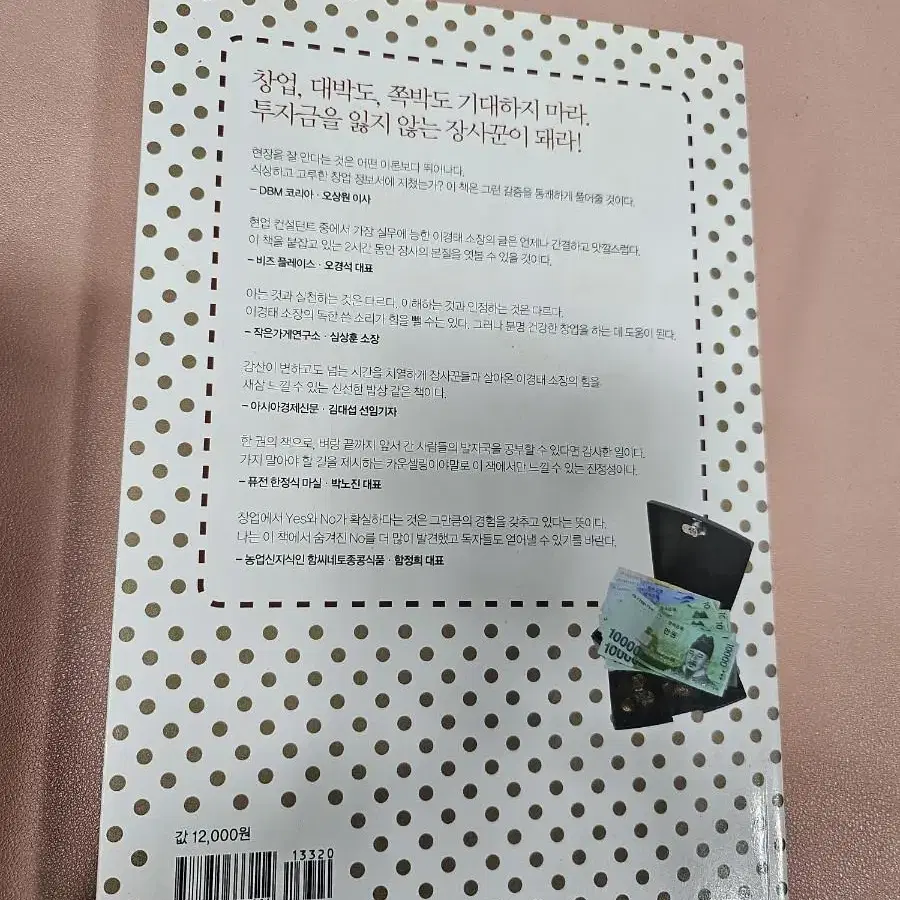 창업, 대박도, 쪽박도 기대하지 마라.
투자금을 잃지 않는 장사꾼이 돼라!
현장을 잘 안다는 것은 어떤 이론보다 뛰어나다.
식상하고 고루한 창업 정보서에 지쳤는가? 이 책은 그런 갈증을 통쾌하게 풀어줄 것이다.
– DBM 코리아 · 오상원 이사
현업 컨설턴트 중에서 가장 실무에 능한 이경태 소장의 글은 언제나 간결하고 맛깔스럽다.
이 책을 붙잡고 있는 2시간 동안 장사의 본질을 엿볼 수 있을 것이다.
– 비즈 플레이스 · 오경석 대표
아는 것과 실천하는 것은 다르다. 이해하는 것과 인정하는 것은 다르다.
이경태 소장의 독한 쓴 소리가 힘을 뺄 수는 있다. 그러나 분명 건강한 창업을 하는 데 도움이 된다.
– 작은가게연구소 · 심상훈 소장
강산이 변하고도 넘는 시간을 치열하게 장사꾼들과 살아온 이경태 소장의 힘을
새삼 느낄 수 있는 신선한 밥상 같은 책이다.
– 아시아경제신문 · 김대섭 선임기자
한 권의 책으로, 벼랑 끝까지 앞서 간 사람들의 발자국을 공부할 수 있다면 감사한 일이다.
가지 말아야 할 길을 제시하는 카운셀링이야말로 이 책에서만 느낄 수 있는 진정성이다.
– 퓨전 한정식 마실 · 박노진 대표
창업에서 Yes와 No가 확실하다는 것은 그만큼의 경험을 갖추고 있다는 뜻이다.
나는 이 책에서 숨겨진 No를 더 많이 발견했고 독자들도 얻어낼 수 있기를 바란다.
– 농업신지식인 함씨네토종콩식품 · 함정희 대표
만원
10000
10000
10000
값 12,000원
13320